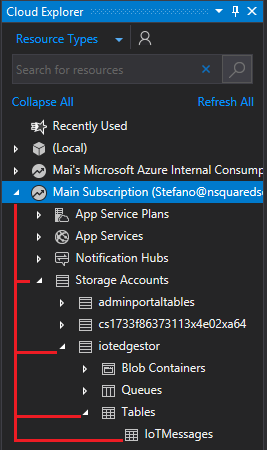 Cloud Explorer
Resource Types
Search for resources
Collapse All
Refresh All
Recently Used
(Local)
Mai's Microsoft Azure Internal Consump
Main Subscription (Stefano@nsquareds
App Service Plans
App Services
Notification Hubs
Storage Accounts
adminportaltables
cs1733f86373113x4e02xa64
iotedgestor
Blob Containers
Queues
Tables
IoTMessages